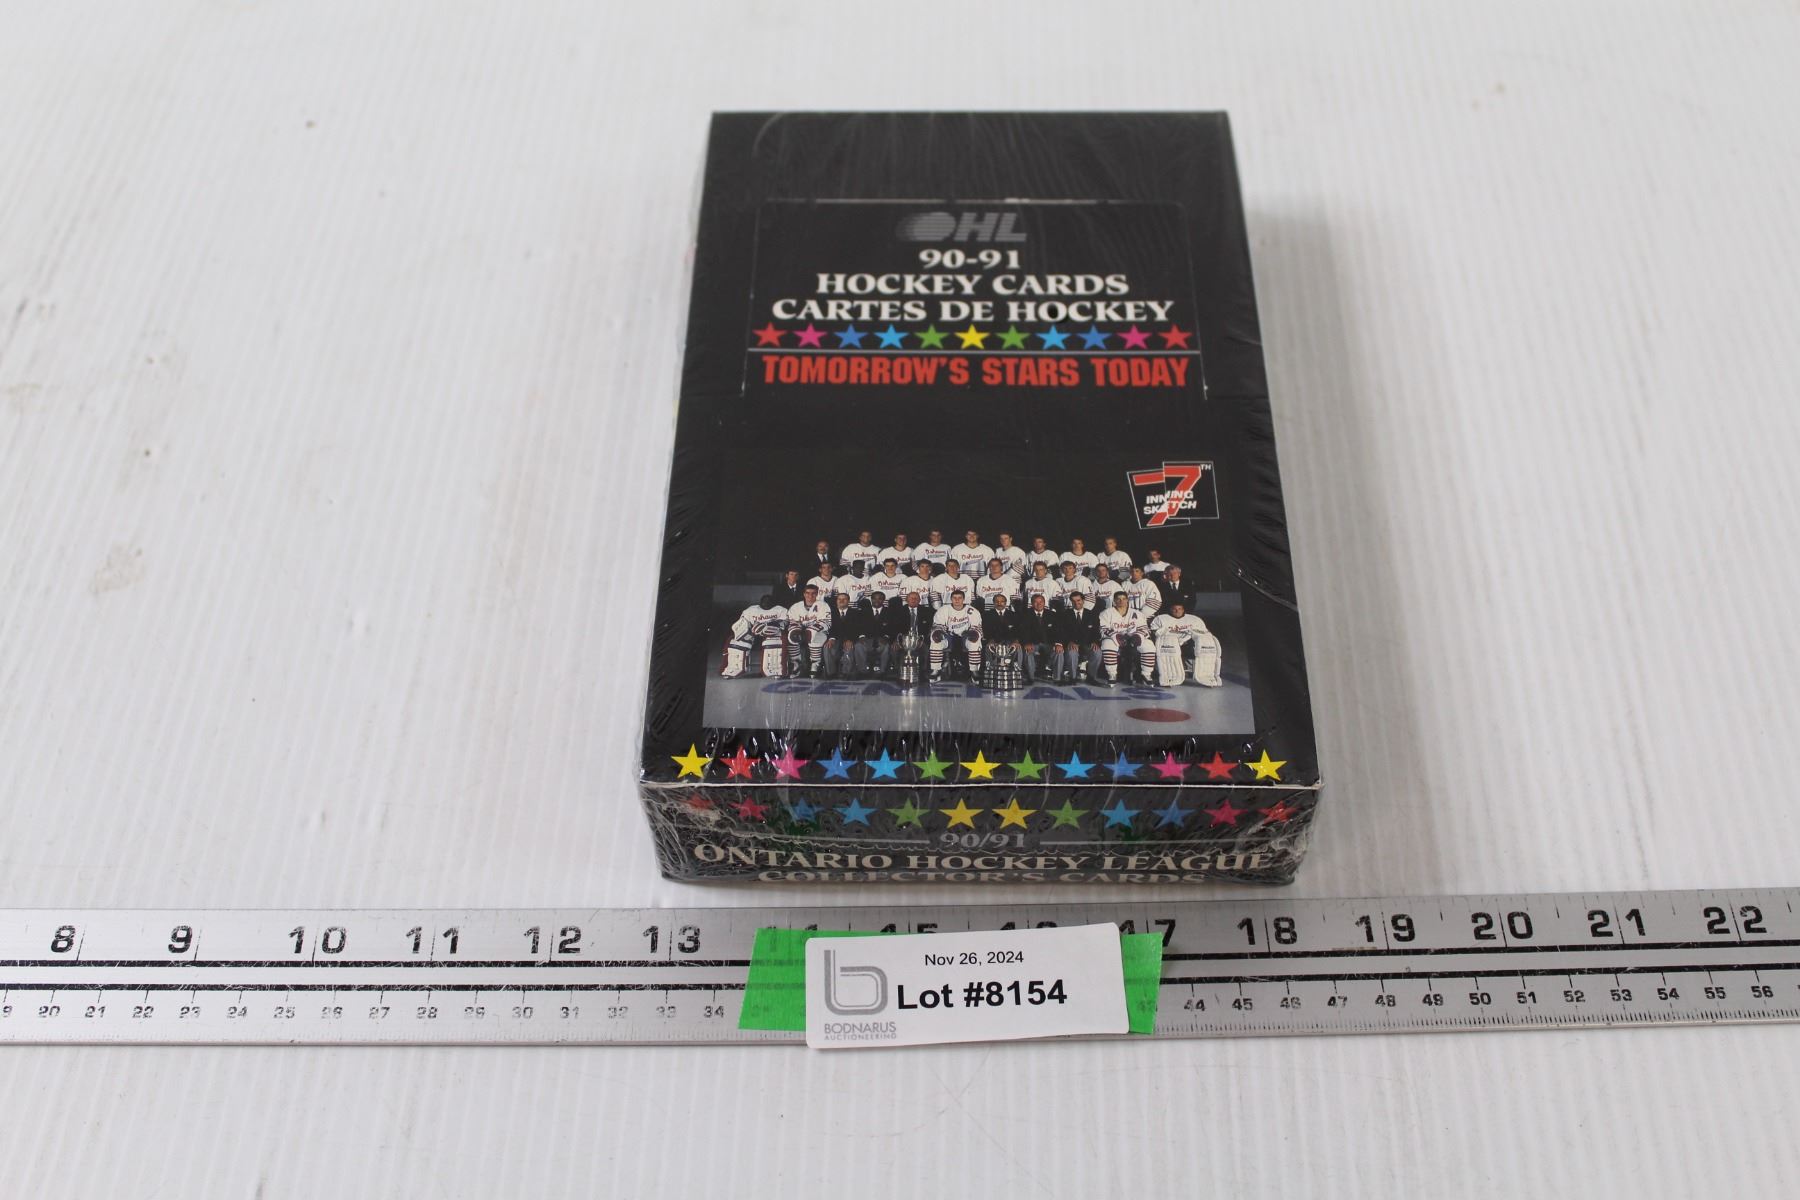 OHL
90-91
HOCKEY CARDS
CARTES DE HOCKEY
TOMORROW'S STARS TODAY
7TH
INNING
SKETCH
GENERALS
90/91
ONTARIO HOCKEY LEAGUE
COLLECTOR'S CARDS
8 9 10 11 12 13 15 16 17 18 19 20 21 22
20 21 22 23 24 25 26 27 28 29 30 31 32 33 34 44 45 46 47 48 49 50 51 52 53 54 55 56
Nov 26, 2024
Lot #8154
BODNARUS
AUCTIONEERING